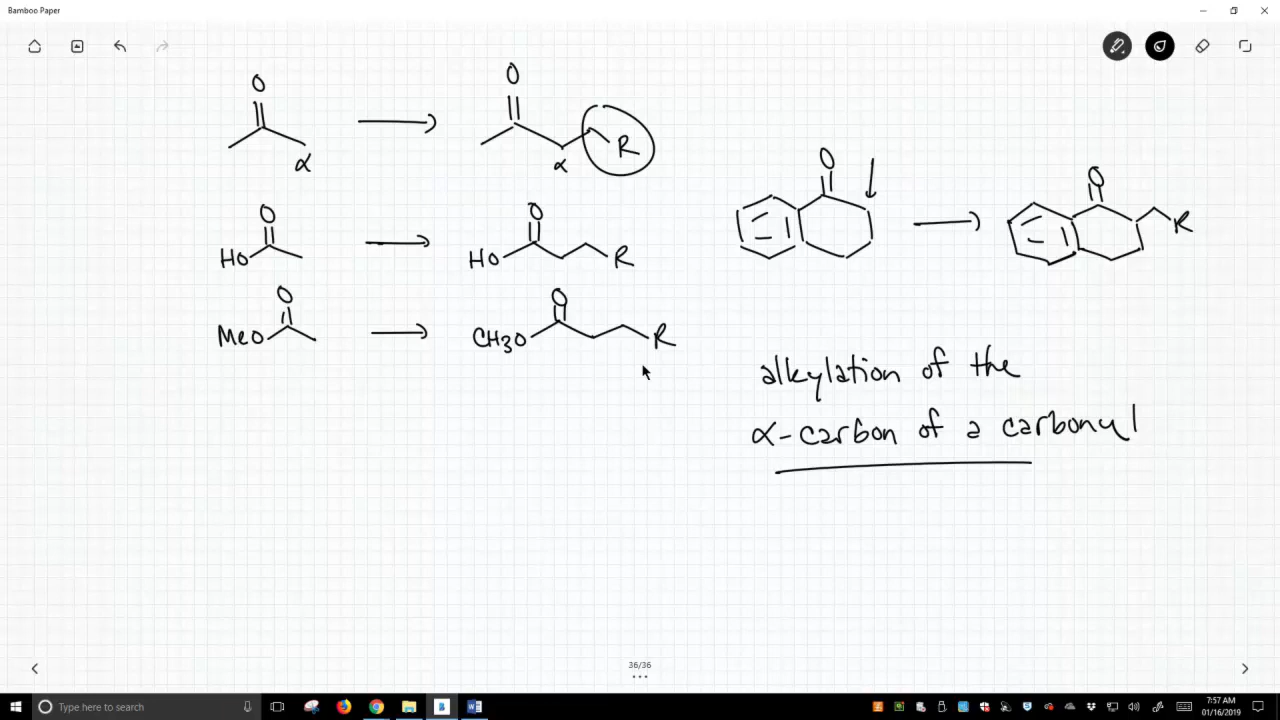 Bamboo Paper
O
α
O
α
R
HO
O
HO
O
R
MeO
O
CH3O
O
R
O
O
R
alkylation of the
α-carbon of a carbonyl
36/36
Type here to search
7:57 AM
01/16/2019